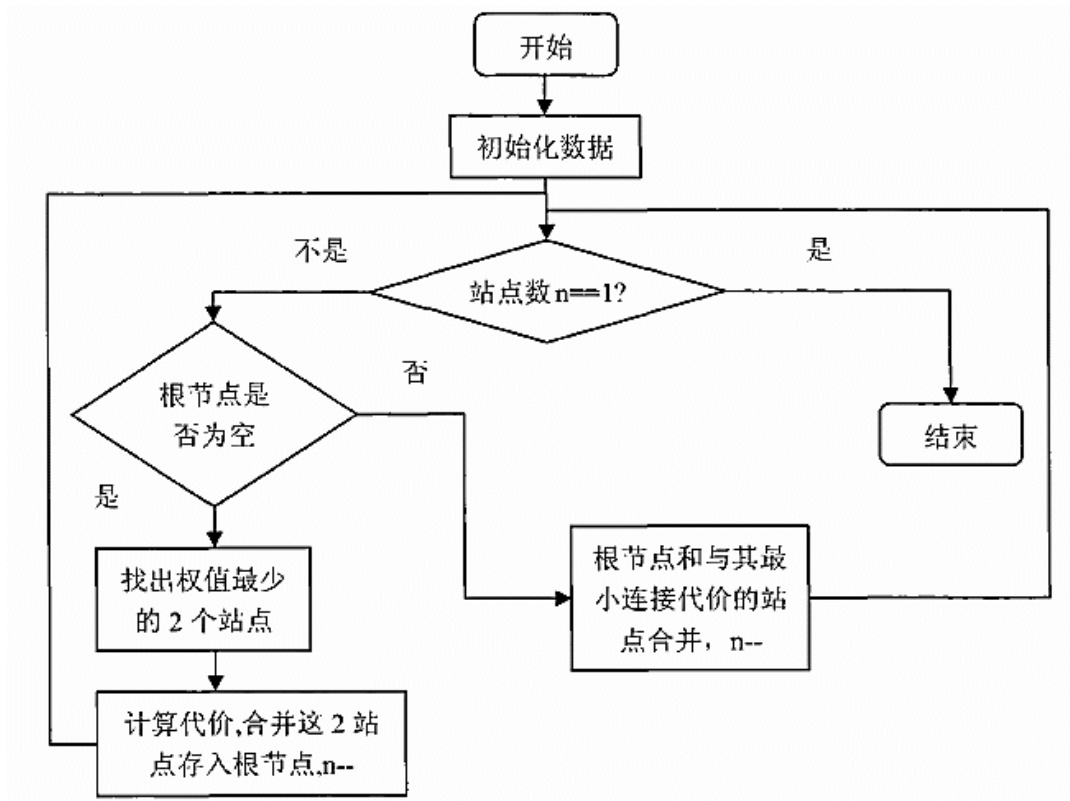 开始
初始化数据
不是
是
站点数n==1?
否
根节点是
否为空
结束
是
找出权值最少
的2个站点
根节点和与其最
小连接代价的站
点合并，n--
计算代价,合并这2站
点存入根节点,n--